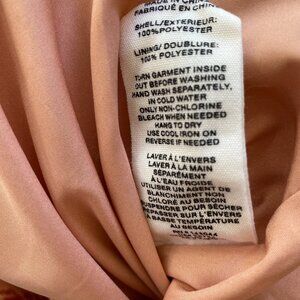 MADE IN CHINA
FABRIQUÉ EN CHINE
SHELL/EXTERIEUR:
100% POLYESTER
LINING/ DOUBLURE:
100% POLYESTER
TURN GARMENT INSIDE
OUT BEFORE WASHING
HAND WASH SEPARATELY,
IN COLD WATER
ONLY NON-CHLORINE
BLEACH WHEN NEEDED
HANG TO DRY
USE COOL IRON ON
REVERSE IF NEEDED
LAVER À L'ENVERS
LAVER À LA MAIN
SÉPARÉMENT
À L'EAU FROIDE
UTILISER UN AGENT DE
BLANCHIMENT NON
CHLORÉ AU BESOIN
SUSPENDRE POUR SÉCHER
REPASSER SUR L'ENVERS
À BASSE TEMPÉRATURE
AU BESOIN